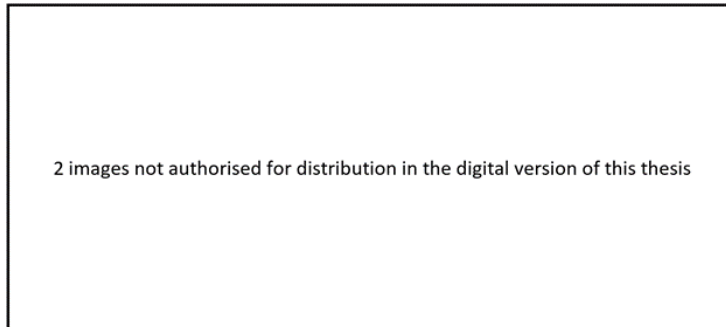 2 images not authorised for distribution in the digital version of this thesis